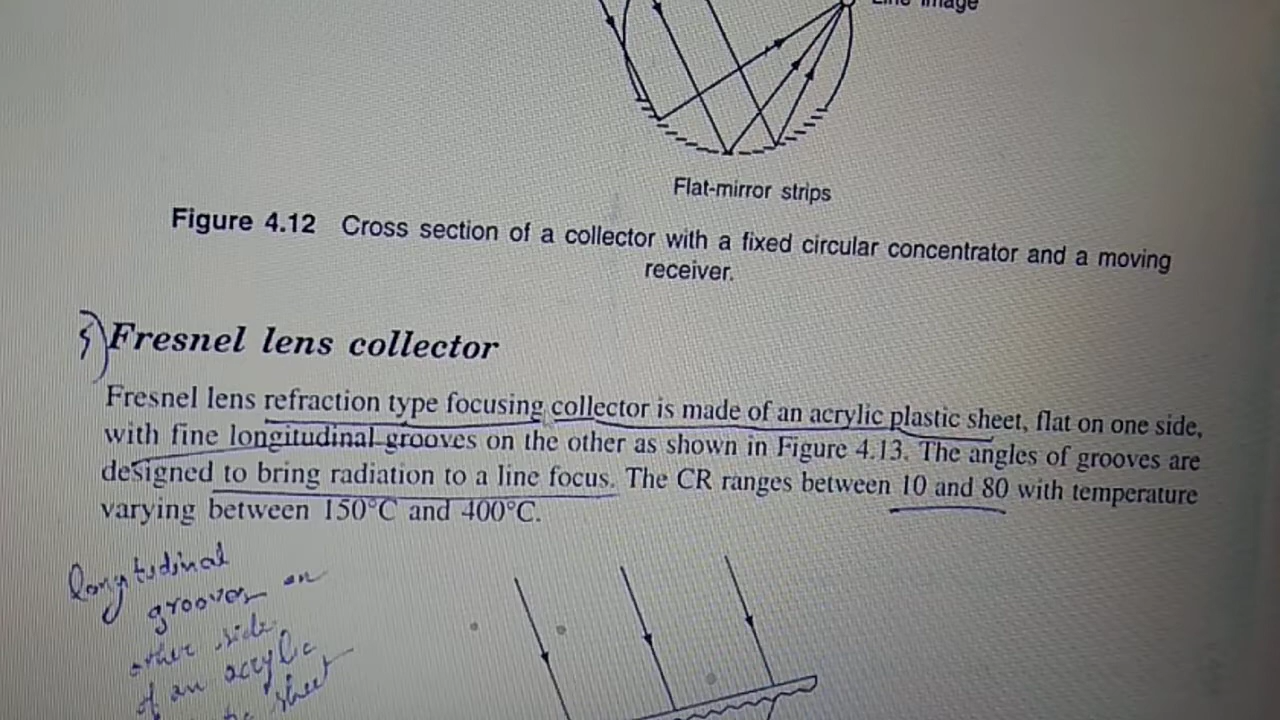 Line image
Flat-mirror strips
Figure 4.12 Cross section of a collector with a fixed circular concentrator and a moving
receiver.
5) Fresnel lens collector
Fresnel lens refraction type focusing collector is made of an acrylic plastic sheet, flat on one side,
with fine longitudinal grooves on the other as shown in Figure 4.13. The angles of grooves are
designed to bring radiation to a line focus. The CR ranges between 10 and 80 with temperature
varying between 150°C and 400°C.
longitudinal
grooves on
other side
of an acrylic
sheet